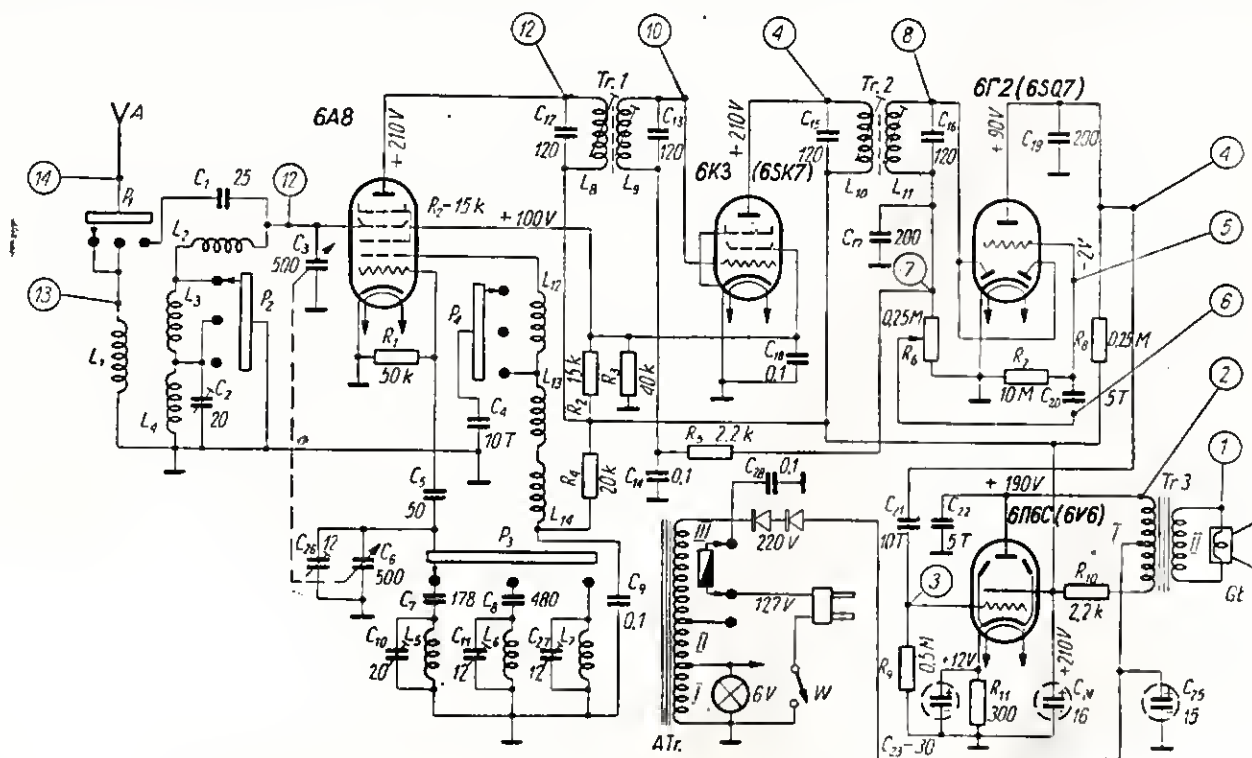 A
14
P₁
C₁
25
12
L₂
C₃
500
13
L₁
L₃
P₂
C₂
20
L₄
6A8
+210V
R₂-15k
+100V
R₁
50k
P₄
C₄
10T
L₁₂
L₁₃
L₁₄
C₅
50
C₂₆
12
C₆
500
P₃
C₇
178
C₈
480
C₉
0,1
C₁₀
20
L₅
C₁₁
12
L₆
C₂₇
12
L₇
12
Tr.1
C₁₂
120
L₈
L₉
C₁₃
120
10
6K3 (6SK7)
+210V
R₂
15k
R₃
40k
C₁₈
0,1
R₄
20k
R₅
2,2k
C₁₄
0,1
4
Tr.2
C₁₅
120
L₁₀
L₁₁
C₁₆
120
8
C₁₇
200
7
0,25M
R₆
6Г2 (6SQ7)
+90V
C₁₉
200
-2V
R₇
10M
C₂₀
5T
R₈
0,25M
4
5
6
2
1
C₂₈
0,1
III
220V
127V
II
I
6V
W
ATr.
C₂₁
10T
C₂₂
5T
+190V
6П6C (6V6)
3
R₉
0,5M
+12V
C₂₃-30
R₁₁
300
+210V
C₂₄
16
R₁₀
2,2k
Tr3
I
II
Gł
C₂₅
15